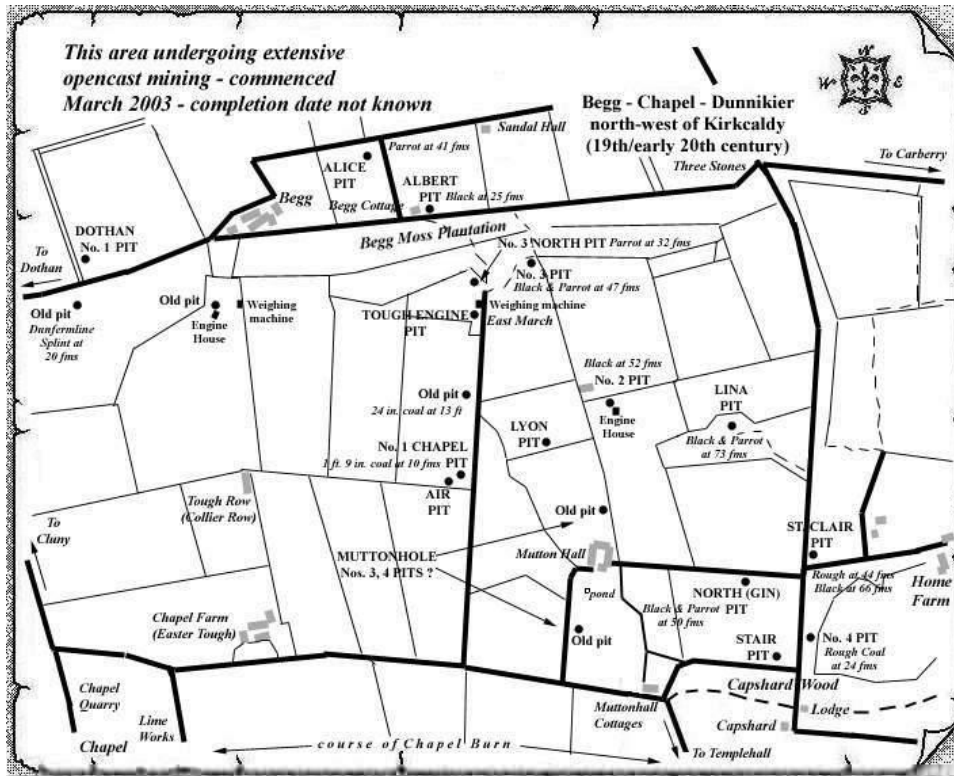 This area undergoing extensive
opencast mining - commenced
March 2003 - completion date not known
N
W
E
S
Begg - Chapel - Dunnikier
north-west of Kirkcaldy
(19th/early 20th century)
Sandal Hall
Parrot at 41 fms
Three Stones
To Carberry
ALICE
PIT
ALBERT
PIT
Black at 25 fms
Begg
Begg Cottage
Begg Moss Plantation
DOTHAN
No. 1 PIT
To
Dothan
No. 3 NORTH PIT
Parrot at 32 fms
No. 3 PIT
Black & Parrot at 47 fms
Old pit
Dunfermline
Splint at
20 fms
Old pit
Engine
House
Weighing
machine
Weighing machine
TOUGH ENGINE
PIT
East March
Black at 52 fms
No. 2 PIT
Engine
House
Old pit
24 in. coal at 13 ft
LINA
PIT
Black & Parrot
at 73 fms
LYON
PIT
No. 1 CHAPEL
PIT
1 ft. 9 in. coal at 10 fms
AIR
PIT
Tough Row
(Collier Row)
To
Cluny
Old pit
ST. CLAIR
PIT
MUTTONHOLE
Nos. 3, 4 PITS ?
Mutton Hall
Rough at 44 fms
Black at 66 fms
Home
Farm
pond
NORTH (GIN)
PIT
Black & Parrot
at 50 fms
Chapel Farm
(Easter Tough)
Old pit
STAIR
PIT
No. 4 PIT
Rough Coal
at 24 fms
Chapel
Quarry
Capshard Wood
Muttonhall
Cottages
Lodge
Lime
Works
Capshard
Chapel
course of Chapel Burn
To Templehall